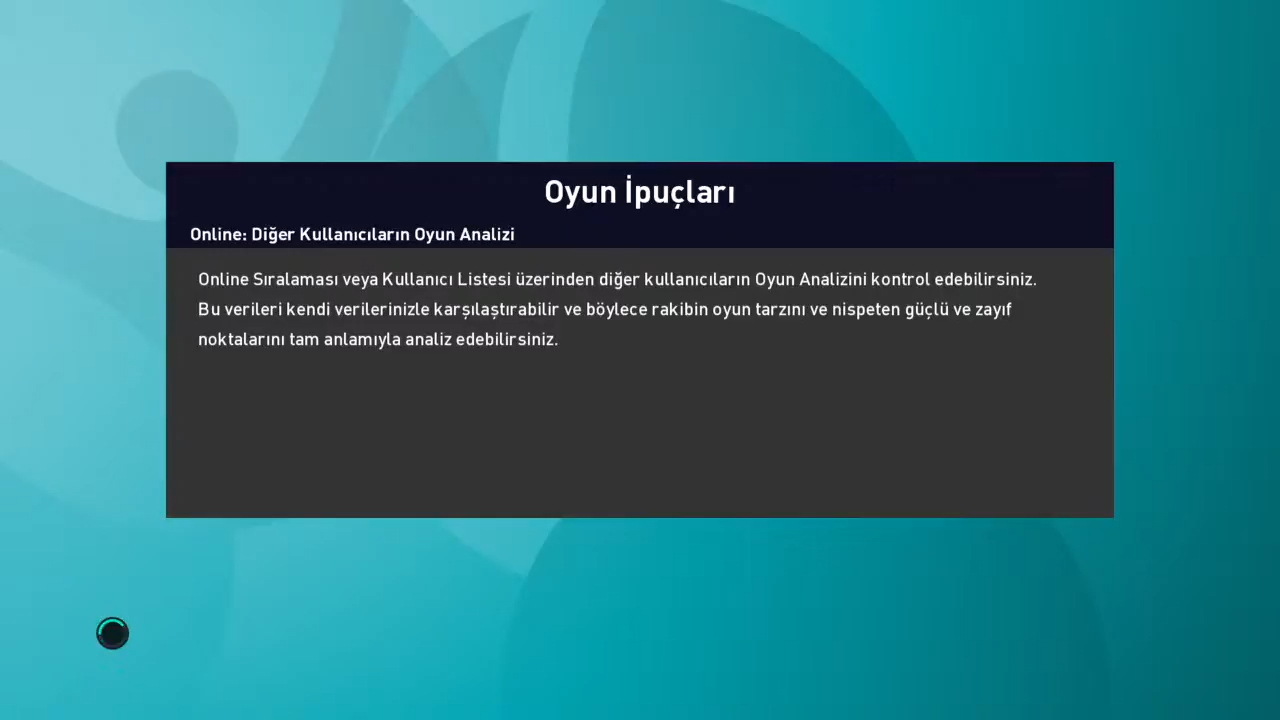 Oyun İpuçları
Online: Diğer Kullanıcıların Oyun Analizi
Online Sıralaması veya Kullanıcı Listesi üzerinden diğer kullanıcıların Oyun Analizini kontrol edebilirsiniz.
Bu verileri kendi verilerinizle karşılaştırabilir ve böylece rakibin oyun tarzını ve nispeten güçlü ve zayıf
noktalarını tam anlamıyla analiz edebilirsiniz.